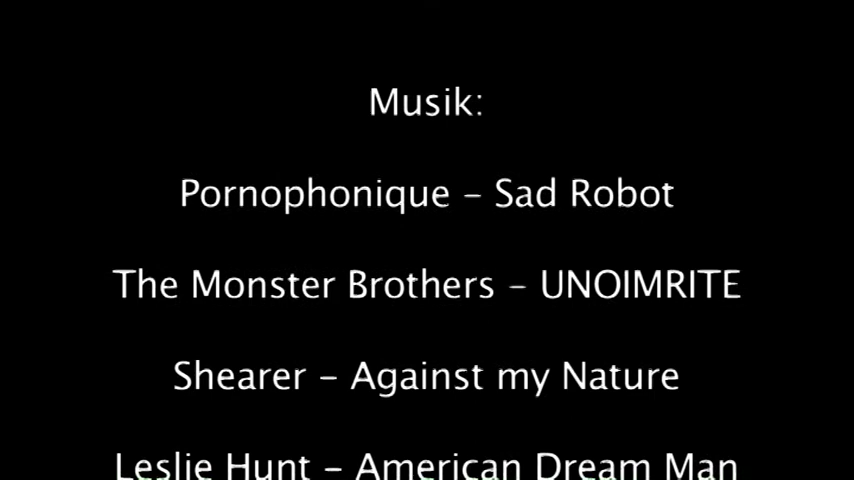 Musik:
Pornophonique – Sad Robot
The Monster Brothers – UNOIMRITE
Shearer – Against my Nature
Leslie Hunt – American Dream Man